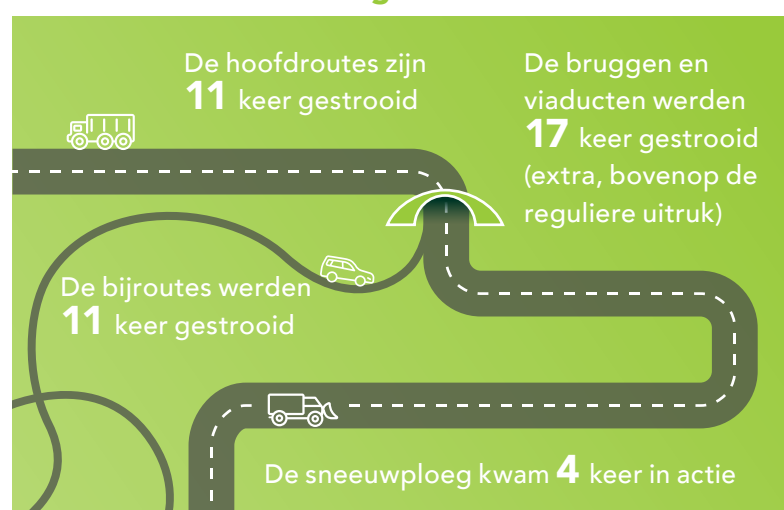 De hoofdroutes zijn
11 keer gestrooid
De bruggen en
viaducten werden
17 keer gestrooid
(extra, bovenop de
reguliere uitruk)
De bijroutes werden
11 keer gestrooid
De sneeuwploeg kwam 4 keer in actie